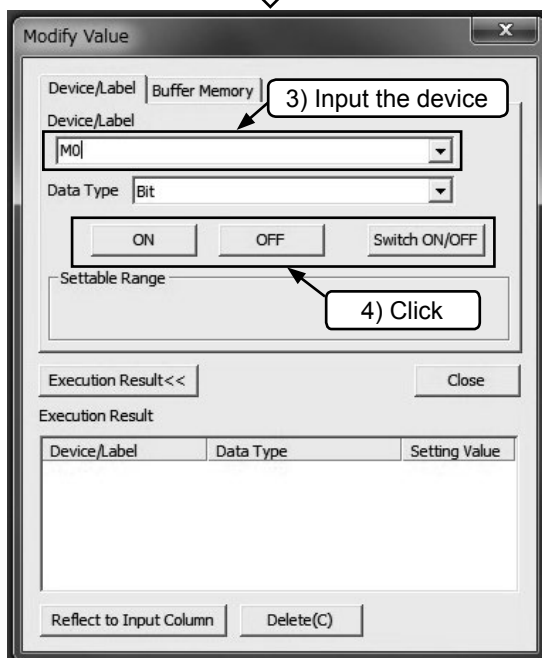 Modify Value
Device/Label Buffer Memory
3) Input the device
Device/Label
M0
Data Type Bit
ON OFF Switch ON/OFF
Settable Range
4) Click
Execution Result<< Close
Execution Result
Device/Label Data Type Setting Value
Reflect to Input Column Delete(C)